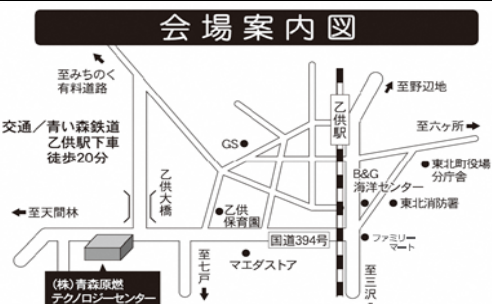 会場案内図
至みちのく
有料道路
至野辺地
乙供駅
交通／青い森鉄道
乙供駅下車
徒歩20分
至六ヶ所
GS
東北町役場
分庁舎
B&G
海洋センター
乙供大橋
東北消防署
至天間林
乙供
保育園
国道394号
ファミリー
マート
至七戸
マエダストア
至三沢
(株)青森原燃
テクノロジーセンター